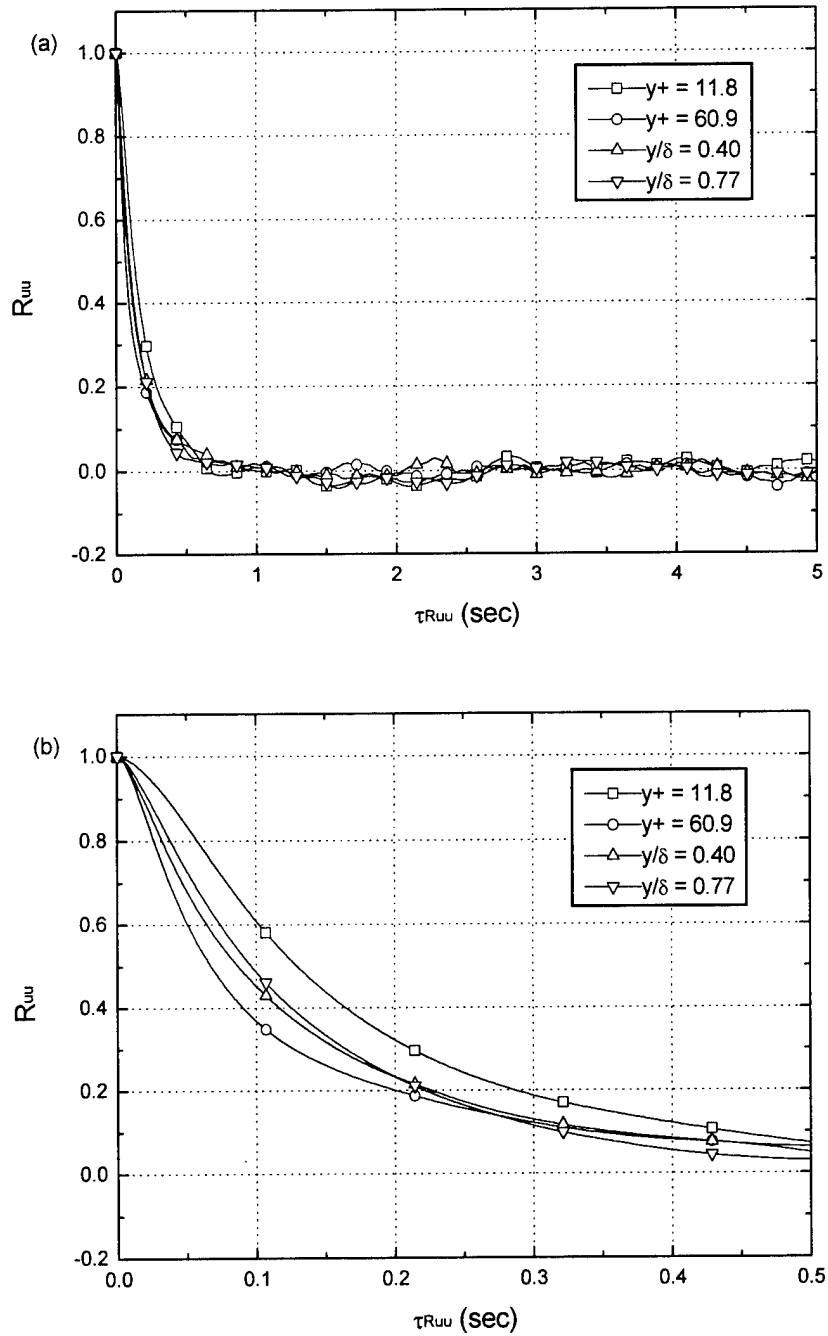 (a)
1.0
0.8
0.6
0.4
0.2
0.0
-0.2
Ruu
y+ = 11.8
y+ = 60.9
y/δ = 0.40
y/δ = 0.77
0
1
2
3
4
5
τRuu (sec)
(b)
1.0
0.8
0.6
0.4
0.2
0.0
-0.2
Ruu
y+ = 11.8
y+ = 60.9
y/δ = 0.40
y/δ = 0.77
0.0
0.1
0.2
0.3
0.4
0.5
τRuu (sec)